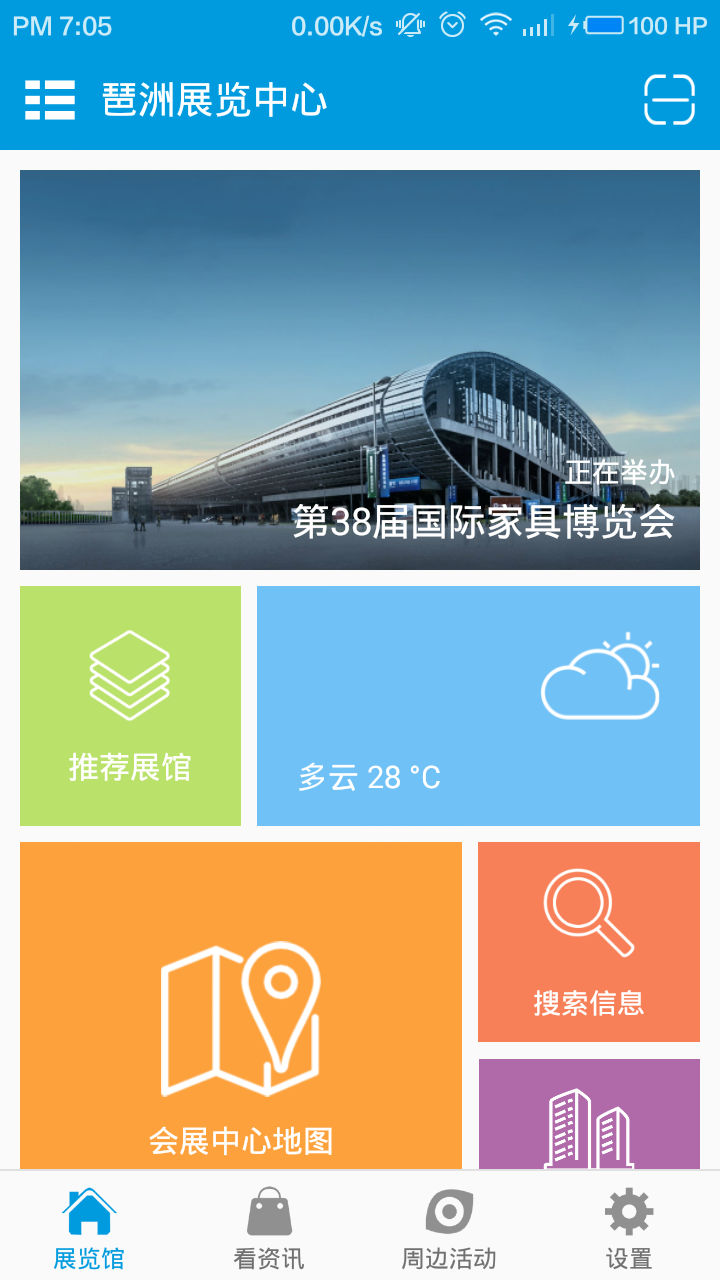 PM 7:05
0.00K/s
100 HP
琶洲展览中心
正在举办
第38届国际家具博览会
推荐展馆
多云 28 °C
会展中心地图
搜索信息
展览馆
看资讯
周边活动
设置